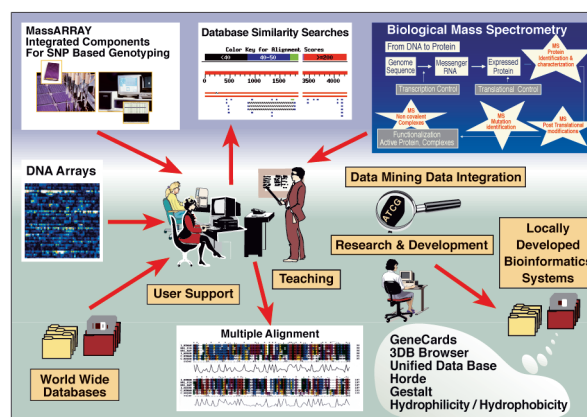 MassARRAY
Integrated Components
For SNP Based Genotyping
Database Similarity Searches
Color Key for Alignment Scores
<40
40-50
>=200
0
500
1000
3500
4000
Biological Mass Spectrometry
From DNA to Protein
Genome
Sequence
Messenger
RNA
Expressed
Protein
MS
Protein
identification &
characterization
Transcription Control
Translational Control
MS
Non covalent
Complexes
MS
Mutation
identification
MS
Post Translational
modifications
Functionalization
Active Protein Complexes
DNA Arrays
Data Mining Data Integration
ATCG
Research & Development
Locally
Developed
Bioinformatics
Systems
User Support
Teaching
World Wide
Databases
Multiple Alignment
GeneCards
3DB Browser
Unified Data Base
Horde
Gestalt
Hydrophilicity / Hydrophobicity